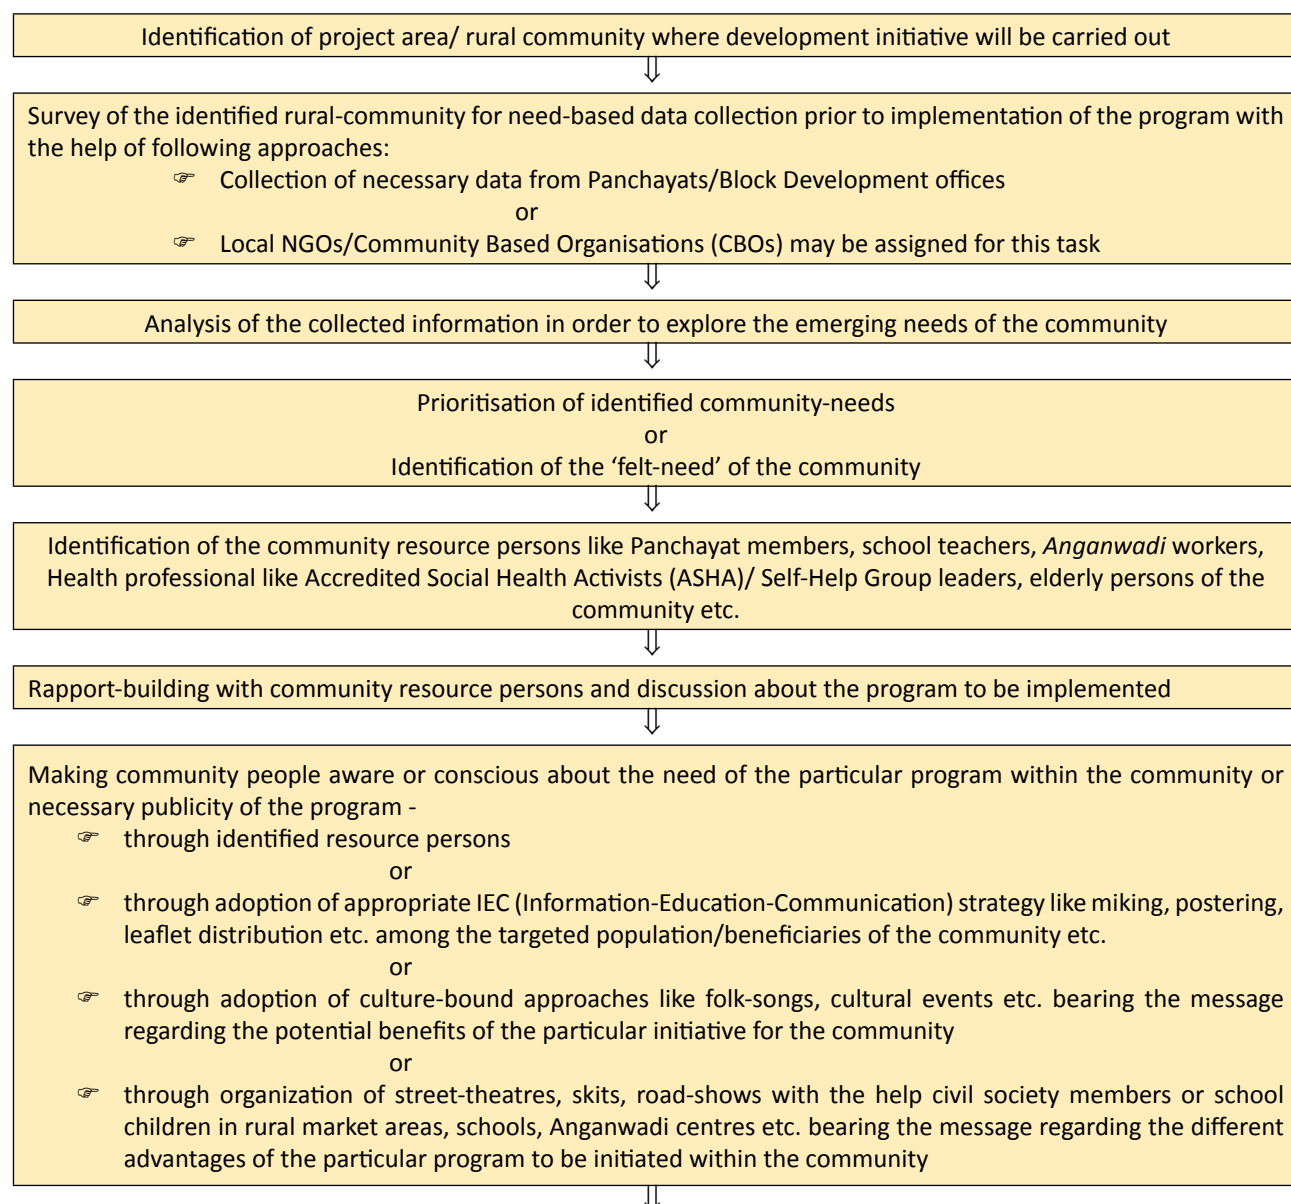 Identification of project area/ rural community where development initiative will be carried out
⇓
Survey of the identified rural-community for need-based data collection prior to implementation of the program with
the help of following approaches:
☞ Collection of necessary data from Panchayats/Block Development offices
or
☞ Local NGOs/Community Based Organisations (CBOs) may be assigned for this task
⇓
Analysis of the collected information in order to explore the emerging needs of the community
⇓
Prioritisation of identified community-needs
or
Identification of the ‘felt-need’ of the community
⇓
Identification of the community resource persons like Panchayat members, school teachers, Anganwadi workers,
Health professional like Accredited Social Health Activists (ASHA)/ Self-Help Group leaders, elderly persons of the
community etc.
⇓
Rapport-building with community resource persons and discussion about the program to be implemented
⇓
Making community people aware or conscious about the need of the particular program within the community or
necessary publicity of the program -
☞ through identified resource persons
or
☞ through adoption of appropriate IEC (Information-Education-Communication) strategy like miking, postering,
leaflet distribution etc. among the targeted population/beneficiaries of the community etc.
or
☞ through adoption of culture-bound approaches like folk-songs, cultural events etc. bearing the message
regarding the potential benefits of the particular initiative for the community
or
☞ through organization of street-theatres, skits, road-shows with the help civil society members or school
children in rural market areas, schools, Anganwadi centres etc. bearing the message regarding the different
advantages of the particular program to be initiated within the community
⇓